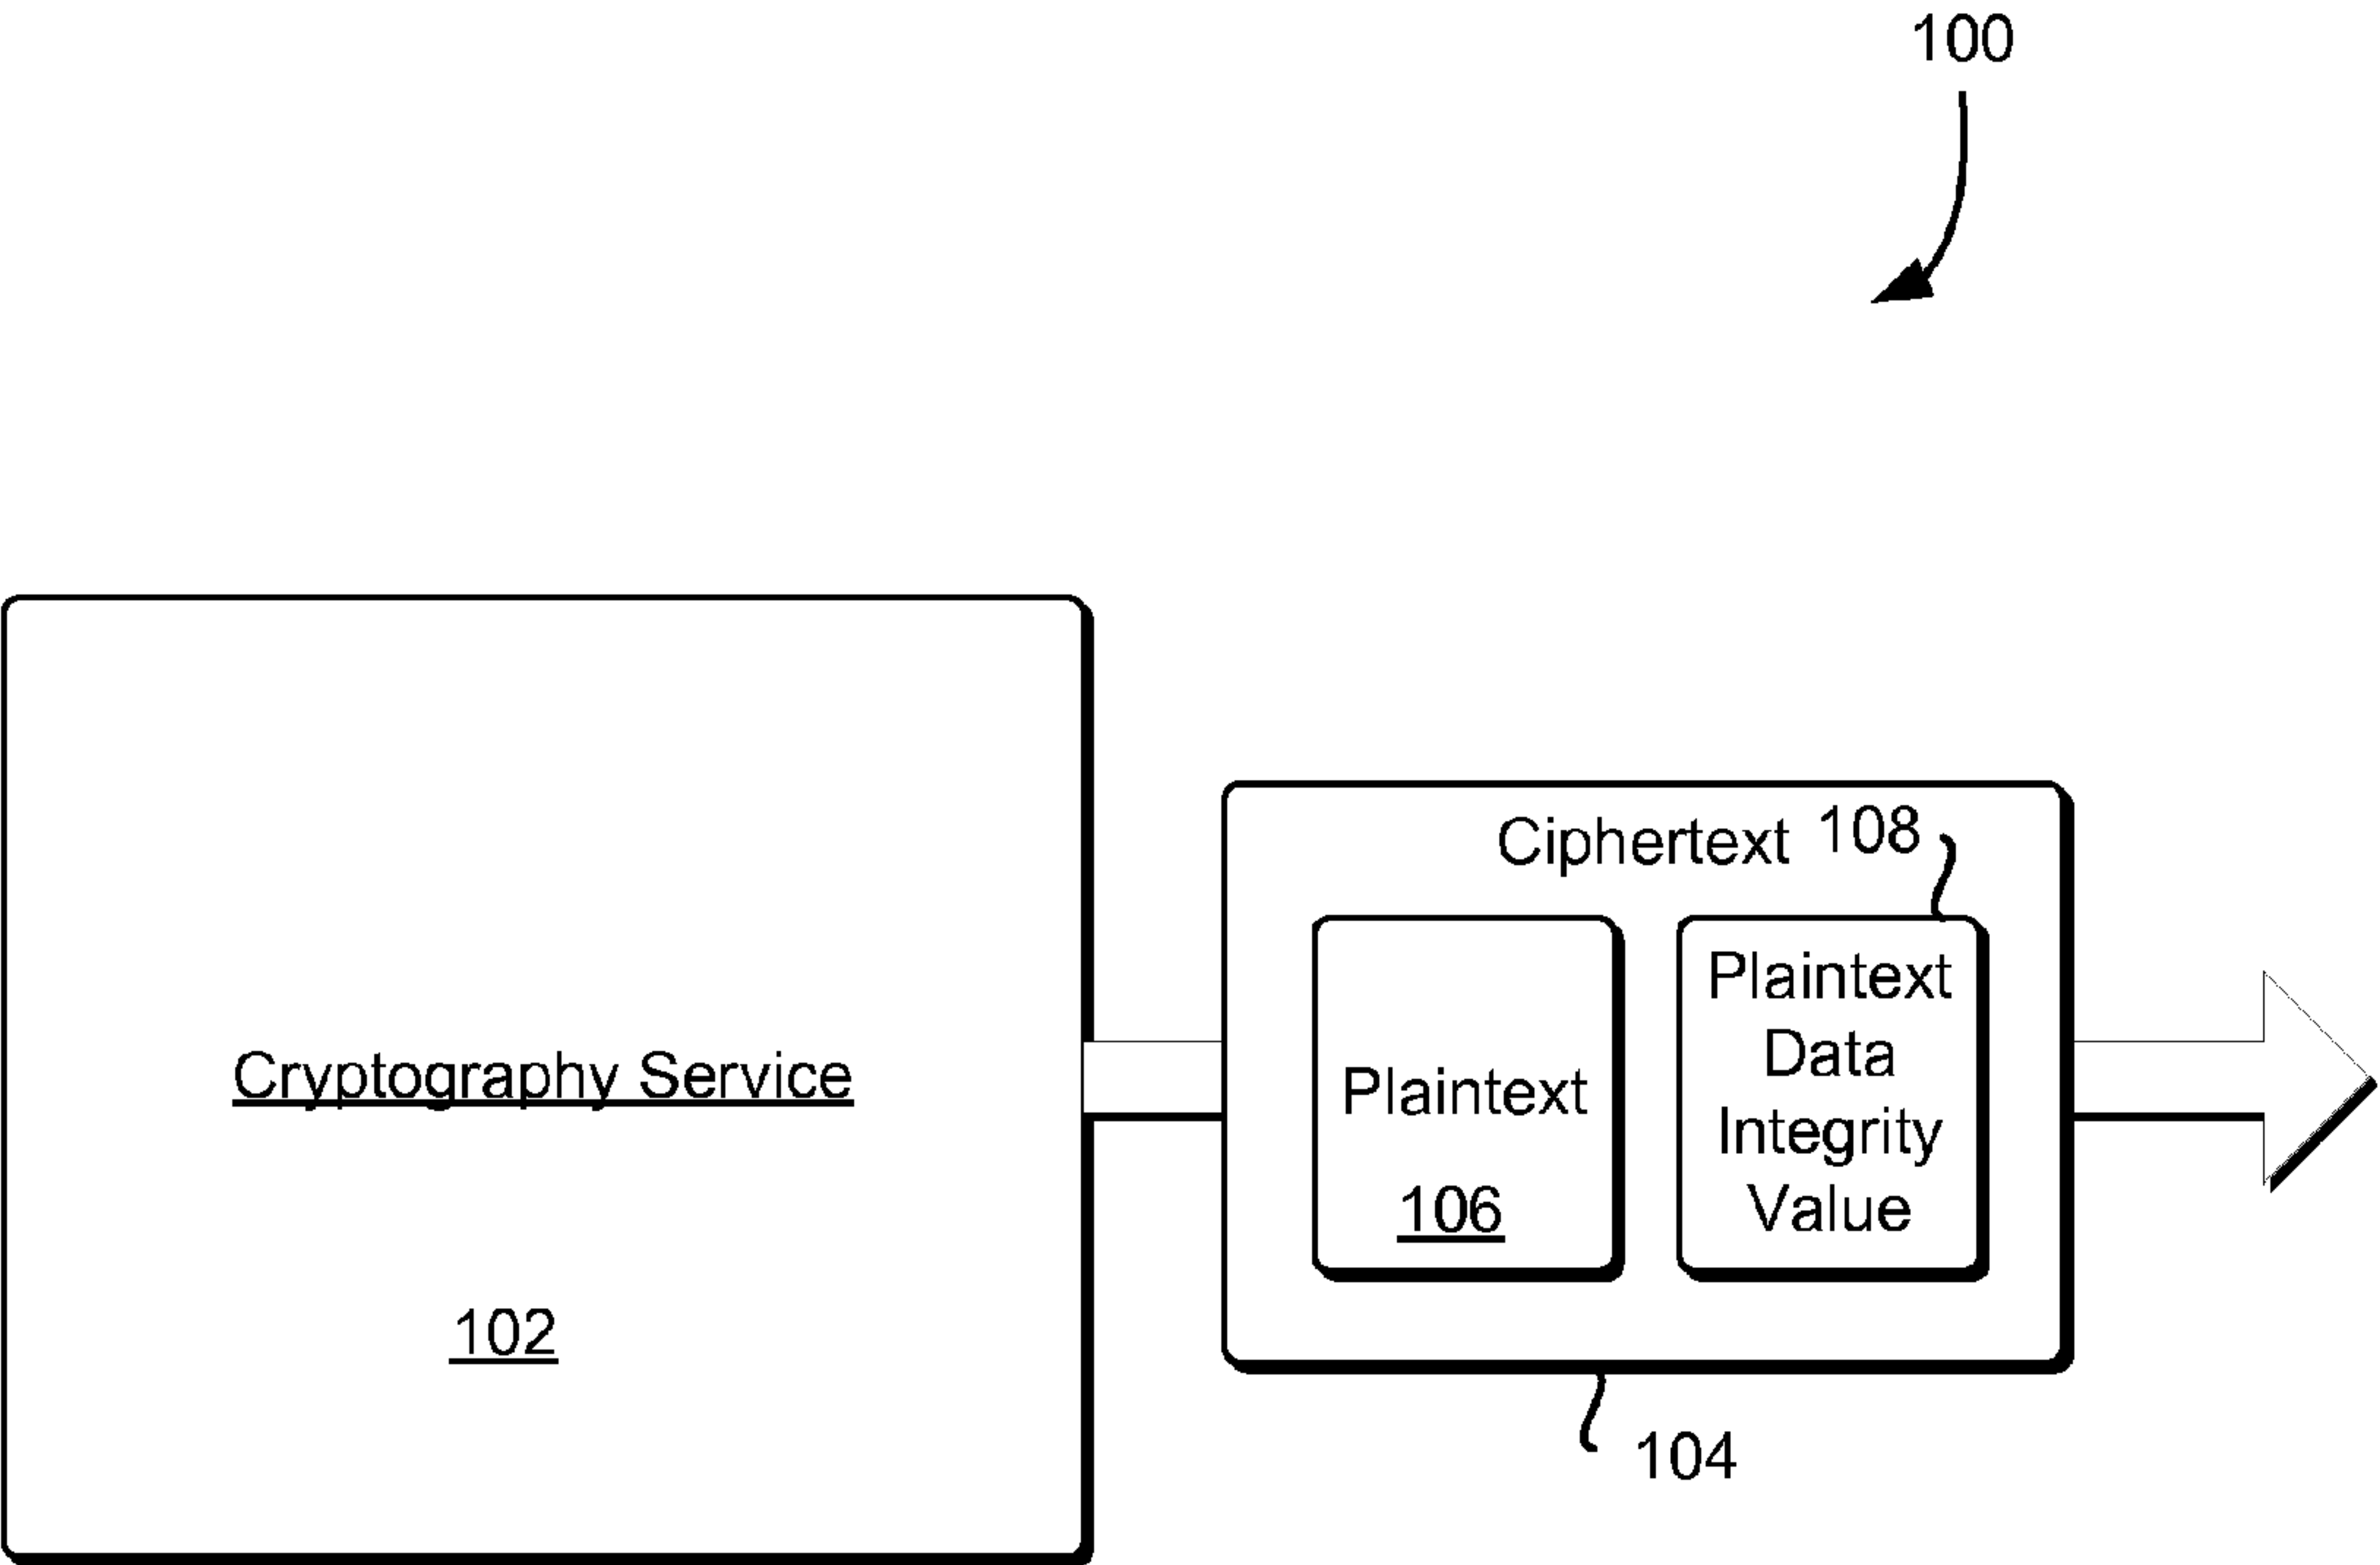 100
Cryptography Service
102
Ciphertext
108
Plaintext
106
Plaintext
Data
Integrity
Value
104